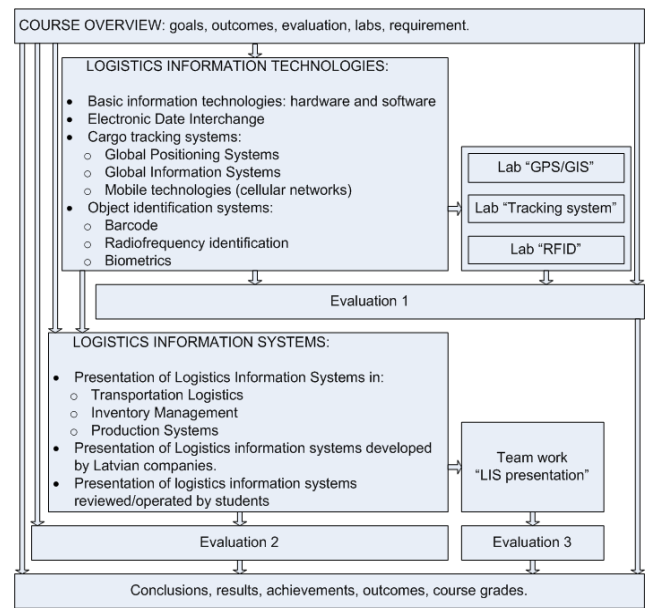 COURSE OVERVIEW: goals, outcomes, evaluation, labs, requirement.
LOGISTICS INFORMATION TECHNOLOGIES:
• Basic information technologies: hardware and software
• Electronic Date Interchange
• Cargo tracking systems:
o Global Positioning Systems
o Global Information Systems
o Mobile technologies (cellular networks)
• Object identification systems:
o Barcode
o Radiofrequency identification
o Biometrics
Lab “GPS/GIS”
Lab “Tracking system”
Lab “RFID”
Evaluation 1
LOGISTICS INFORMATION SYSTEMS:
• Presentation of Logistics Information Systems in:
o Transportation Logistics
o Inventory Management
o Production Systems
• Presentation of Logistics information systems developed
by Latvian companies.
• Presentation of logistics information systems
reviewed/operated by students
Team work
“LIS presentation”
Evaluation 2
Evaluation 3
Conclusions, results, achievements, outcomes, course grades.